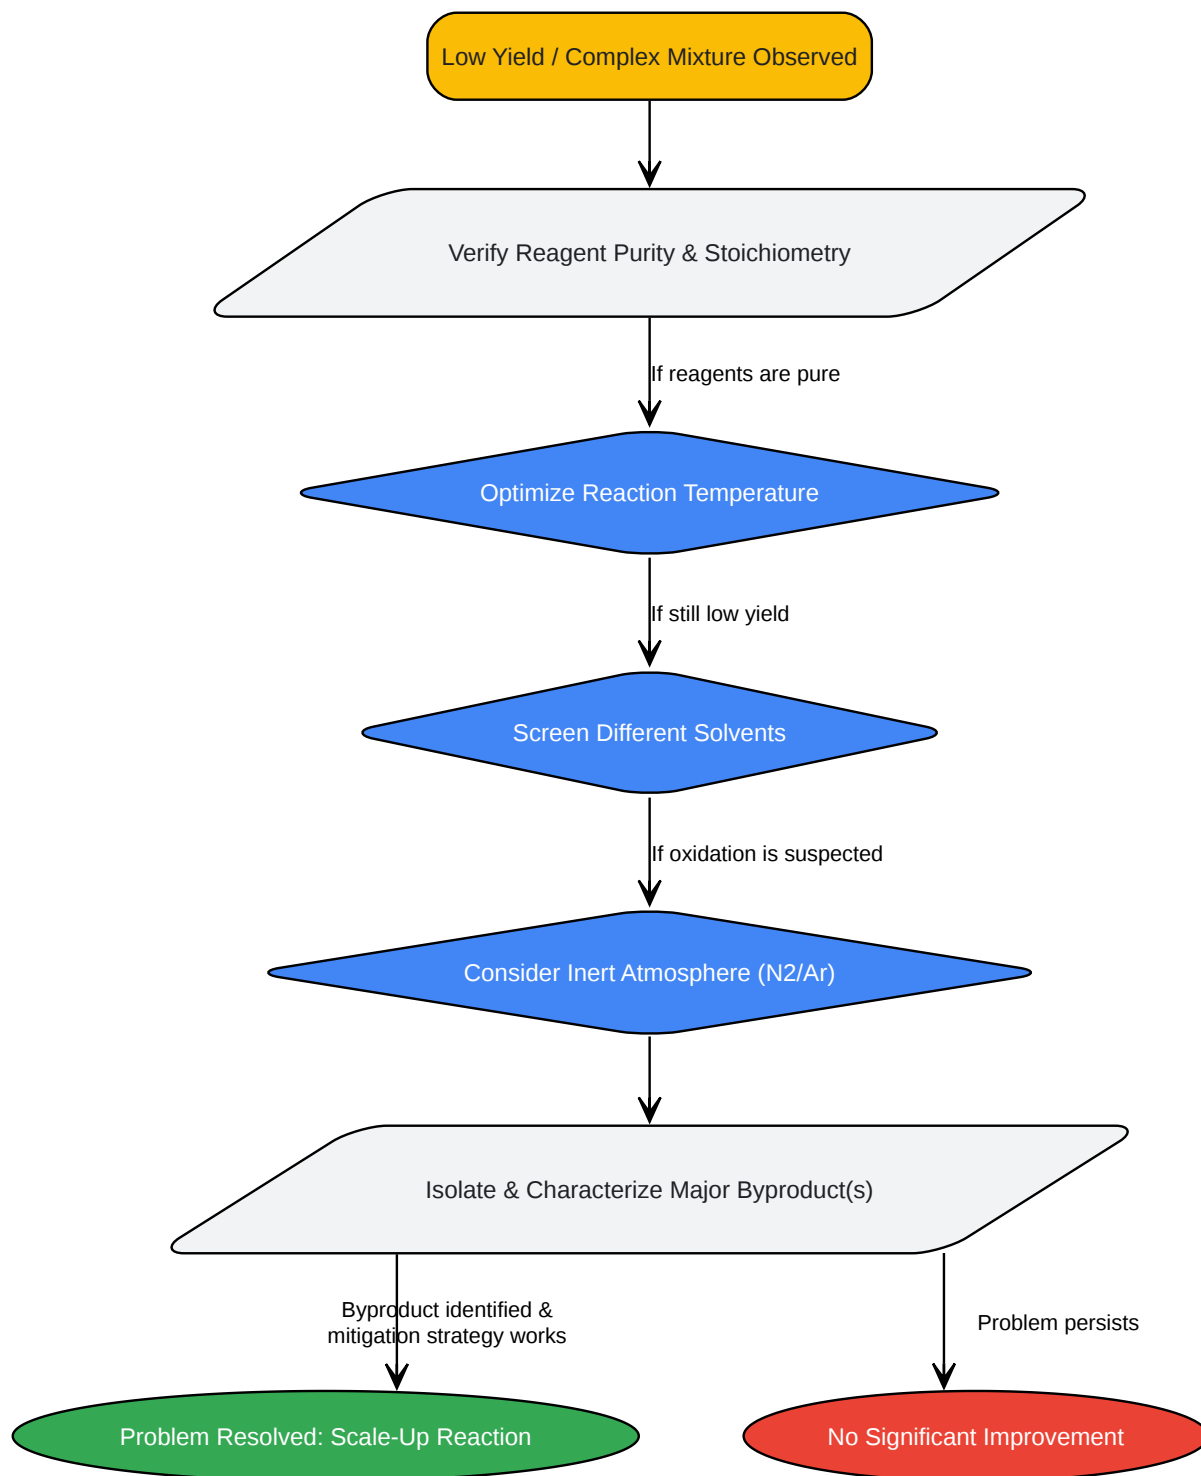 Low Yield / Complex Mixture Observed
Verify Reagent Purity & Stoichiometry
If reagents are pure
Optimize Reaction Temperature
If still low yield
Screen Different Solvents
If oxidation is suspected
Consider Inert Atmosphere (N2/Ar)
Isolate & Characterize Major Byproduct(s)
Byproduct identified &
mitigation strategy works
Problem persists
Problem Resolved: Scale-Up Reaction
No Significant Improvement